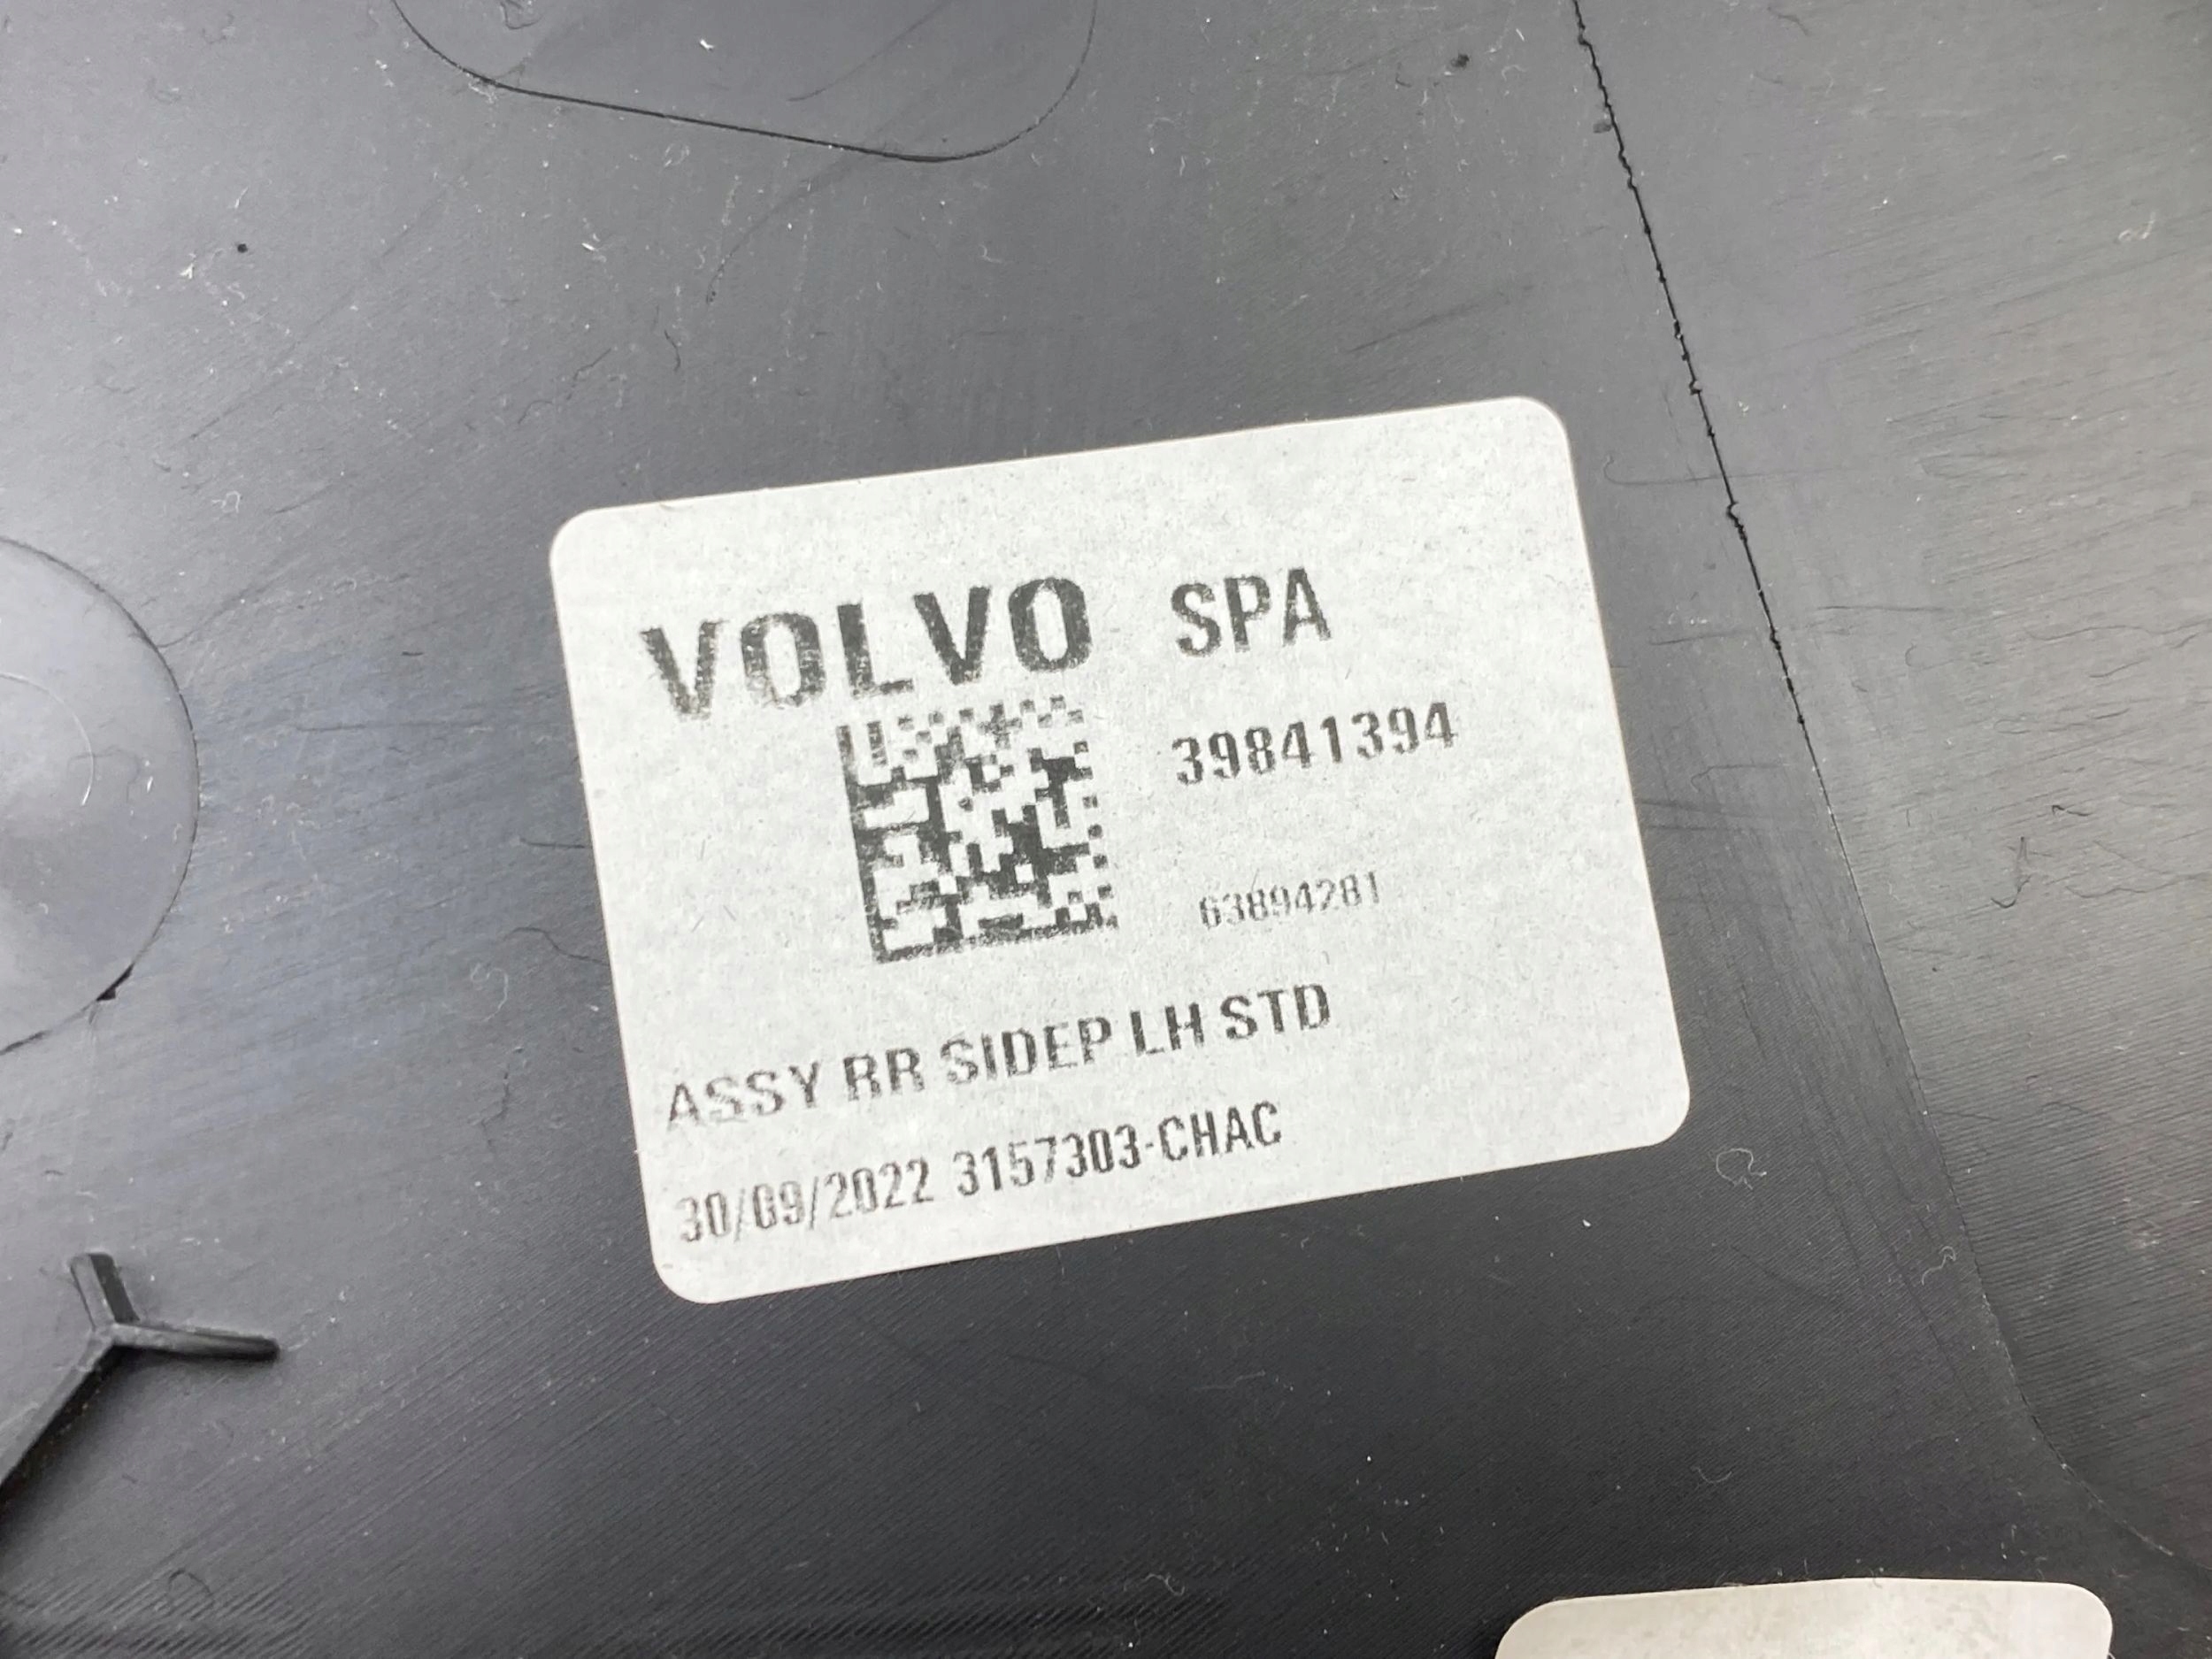 VOLVO SPA
39841394
63894281
ASSY RR SIDEP LH STD
30/09/2022 3157303-CHAC